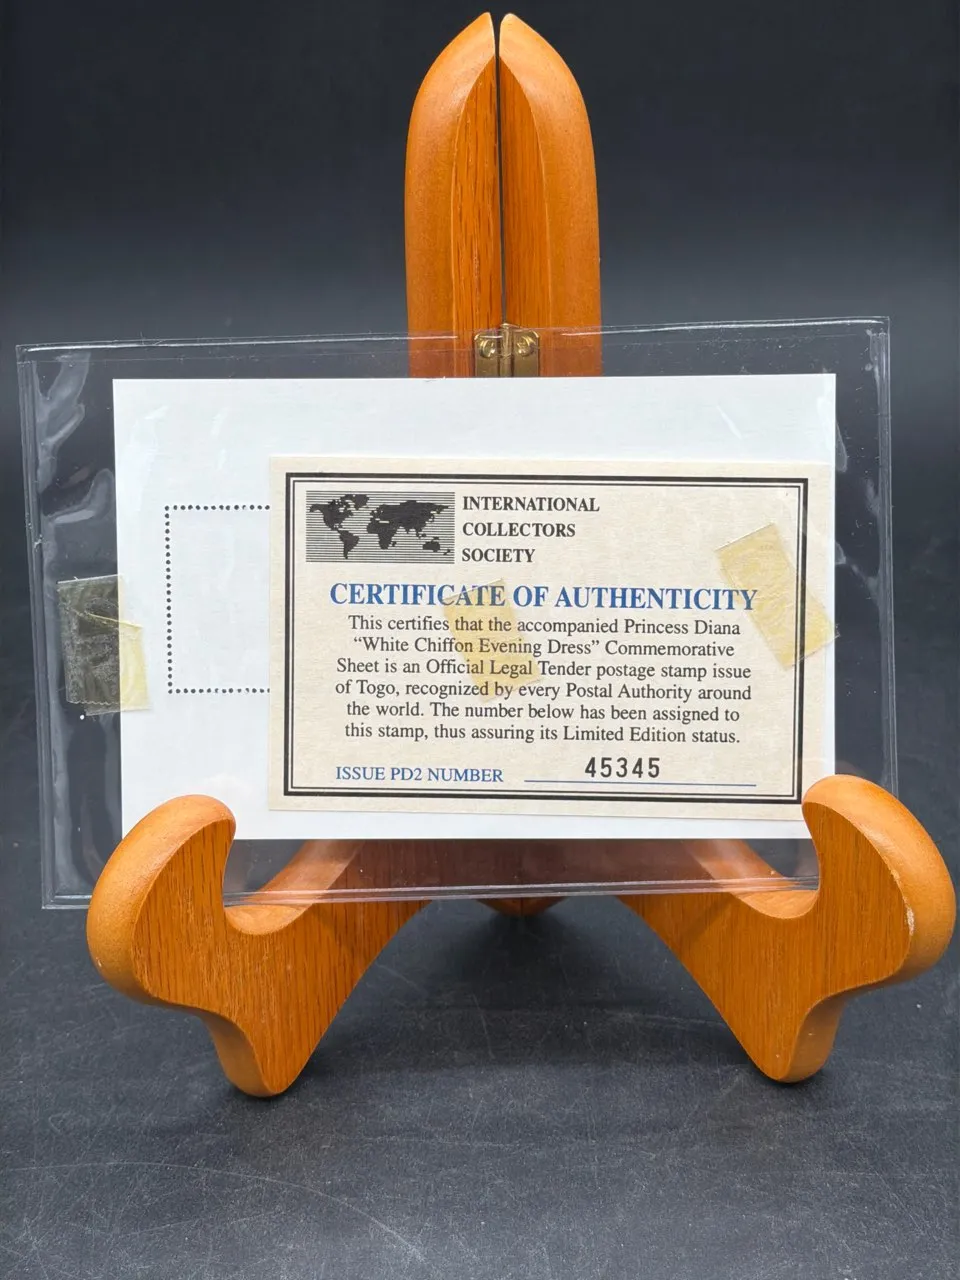 INTERNATIONAL
COLLECTORS
SOCIETY
CERTIFICATE OF AUTHENTICITY
This certifies that the accompanied Princess Diana
“White Chiffon Evening Dress” Commemorative
Sheet is an Official Legal Tender postage stamp issue
of Togo, recognized by every Postal Authority around
the world. The number below has been assigned to
this stamp, thus assuring its Limited Edition status.
ISSUE PD2 NUMBER 45345